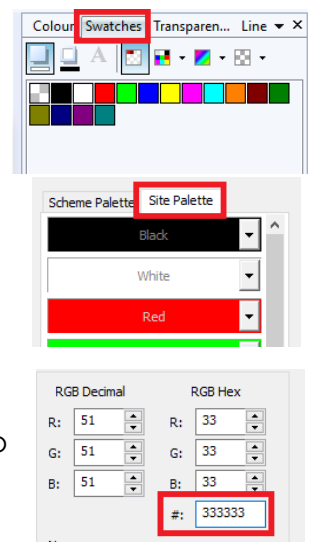 Colour Swatches Transparen... Line
A
Scheme Palette Site Palette
Black
White
Red
RGB Decimal RGB Hex
R: 51 R: 33
G: 51 G: 33
B: 51 B: 33
#: 333333